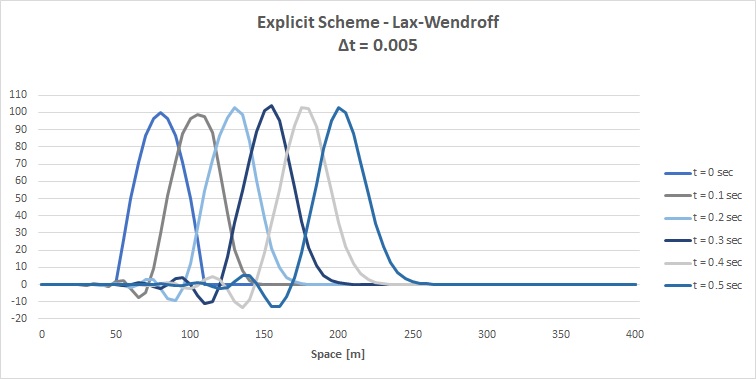 Explicit Scheme - Lax-Wendroff
Δt = 0.005
110
100
90
80
70
60
50
40
30
20
10
0
-10
-20
0 50 100 150 200 250 300 350 400
Space [m]
t = 0 sec
t = 0.1 sec
t = 0.2 sec
t = 0.3 sec
t = 0.4 sec
t = 0.5 sec